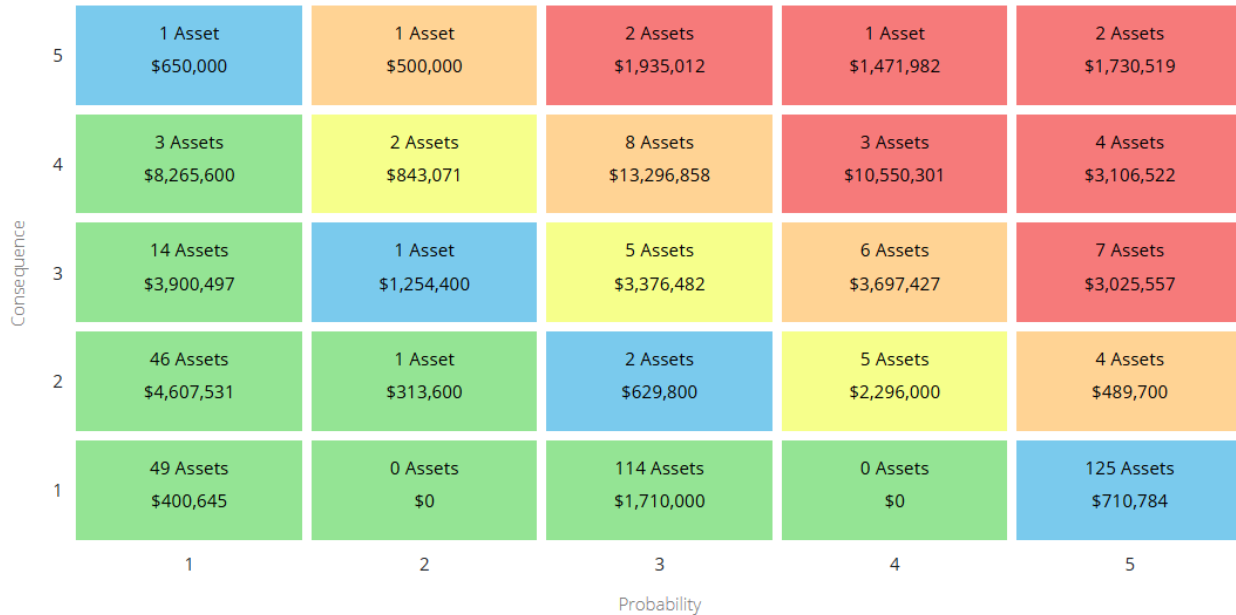 5
1 Asset
$650,000
1 Asset
$500,000
2 Assets
$1,935,012
1 Asset
$1,471,982
2 Assets
$1,730,519
4
3 Assets
$8,265,600
2 Assets
$843,071
8 Assets
$13,296,858
3 Assets
$10,550,301
4 Assets
$3,106,522
Consequence
3
14 Assets
$3,900,497
1 Asset
$1,254,400
5 Assets
$3,376,482
6 Assets
$3,697,427
7 Assets
$3,025,557
2
46 Assets
$4,607,531
1 Asset
$313,600
2 Assets
$629,800
5 Assets
$2,296,000
4 Assets
$489,700
1
49 Assets
$400,645
0 Assets
$0
114 Assets
$1,710,000
0 Assets
$0
125 Assets
$710,784
1 2 3 4 5
Probability